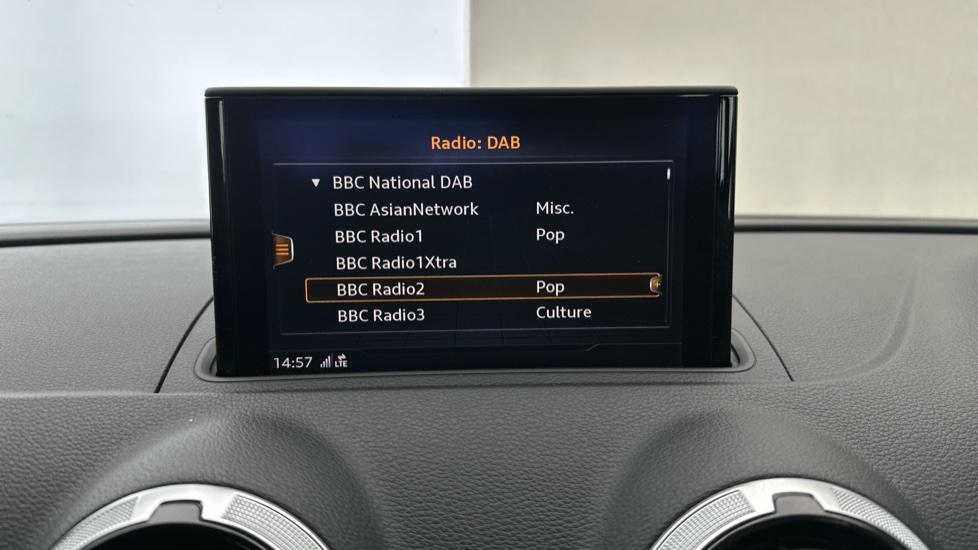 Radio: DAB
BBC National DAB
BBC AsianNetwork Misc.
BBC Radio1 Pop
BBC Radio1Xtra
BBC Radio2 Pop
BBC Radio3 Culture
14:57 LTE